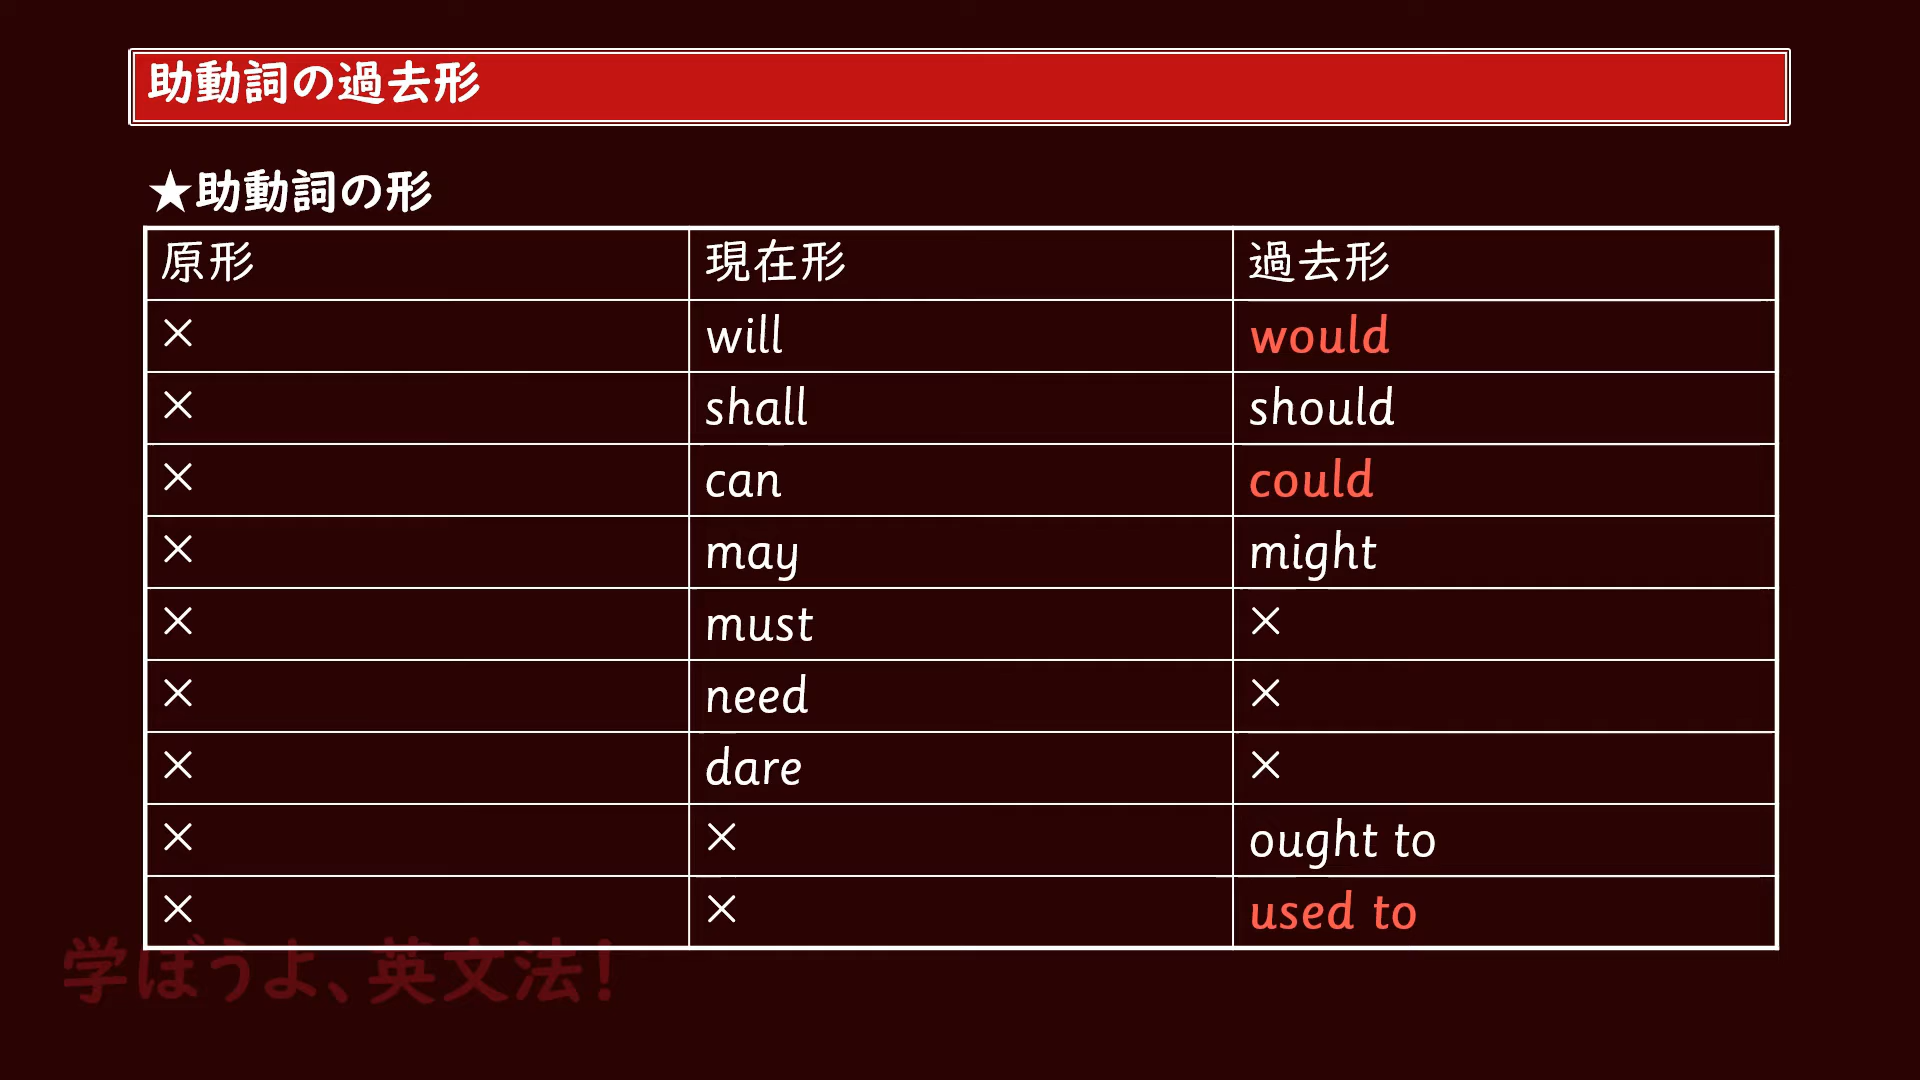 助動詞の過去形
★助動詞の形
原形 現在形 過去形
× will would
× shall should
× can could
× may might
× must ×
× need ×
× dare ×
× × ought to
× × used to
学ぼうよ、英文法!